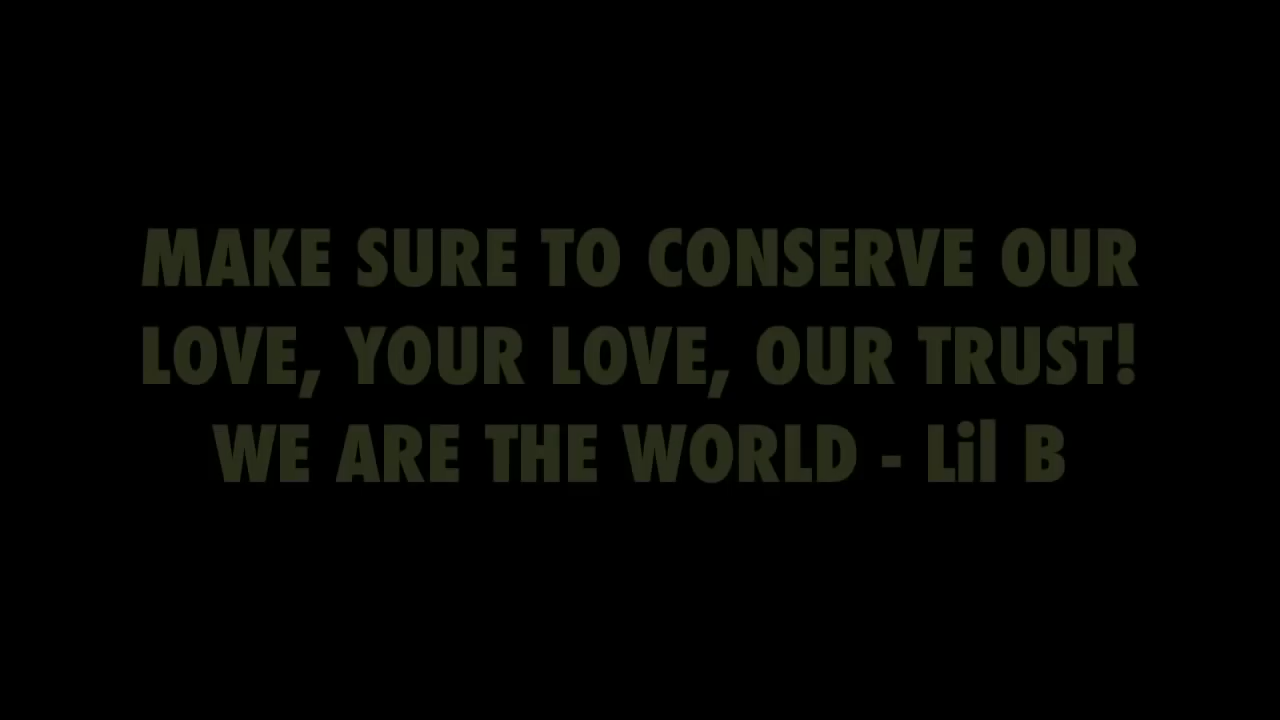 MAKE SURE TO CONSERVE OUR
LOVE, YOUR LOVE, OUR TRUST!
WE ARE THE WORLD - Lil B